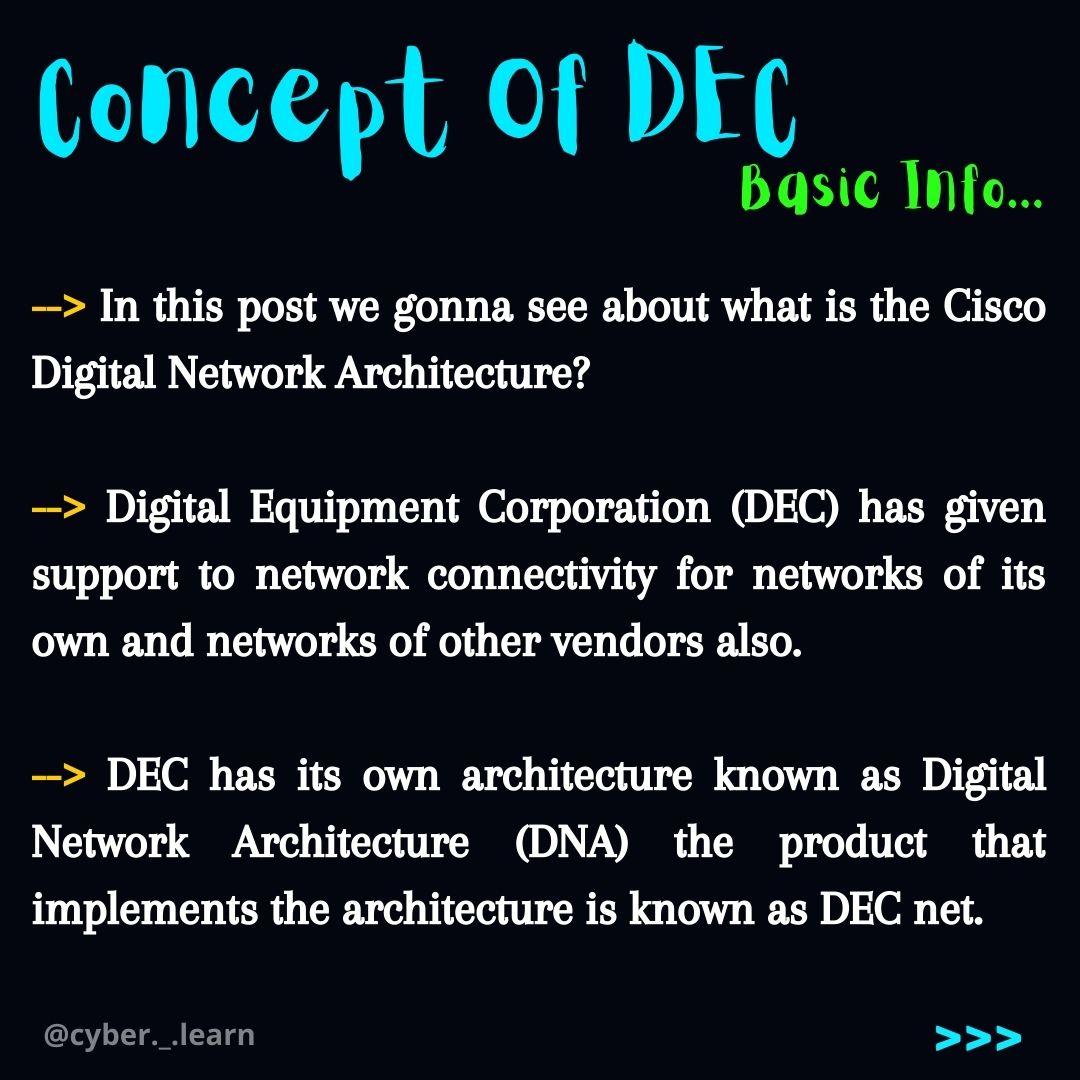 Concept Of DEC
Basic Info...
--> In this post we gonna see about what is the Cisco
Digital Network Architecture?
--> Digital Equipment Corporation (DEC) has given
support to network connectivity for networks of its
own and networks of other vendors also.
--> DEC has its own architecture known as Digital
Network Architecture (DNA) the product that
implements the architecture is known as DEC net.
@cyber._.learn
>>>